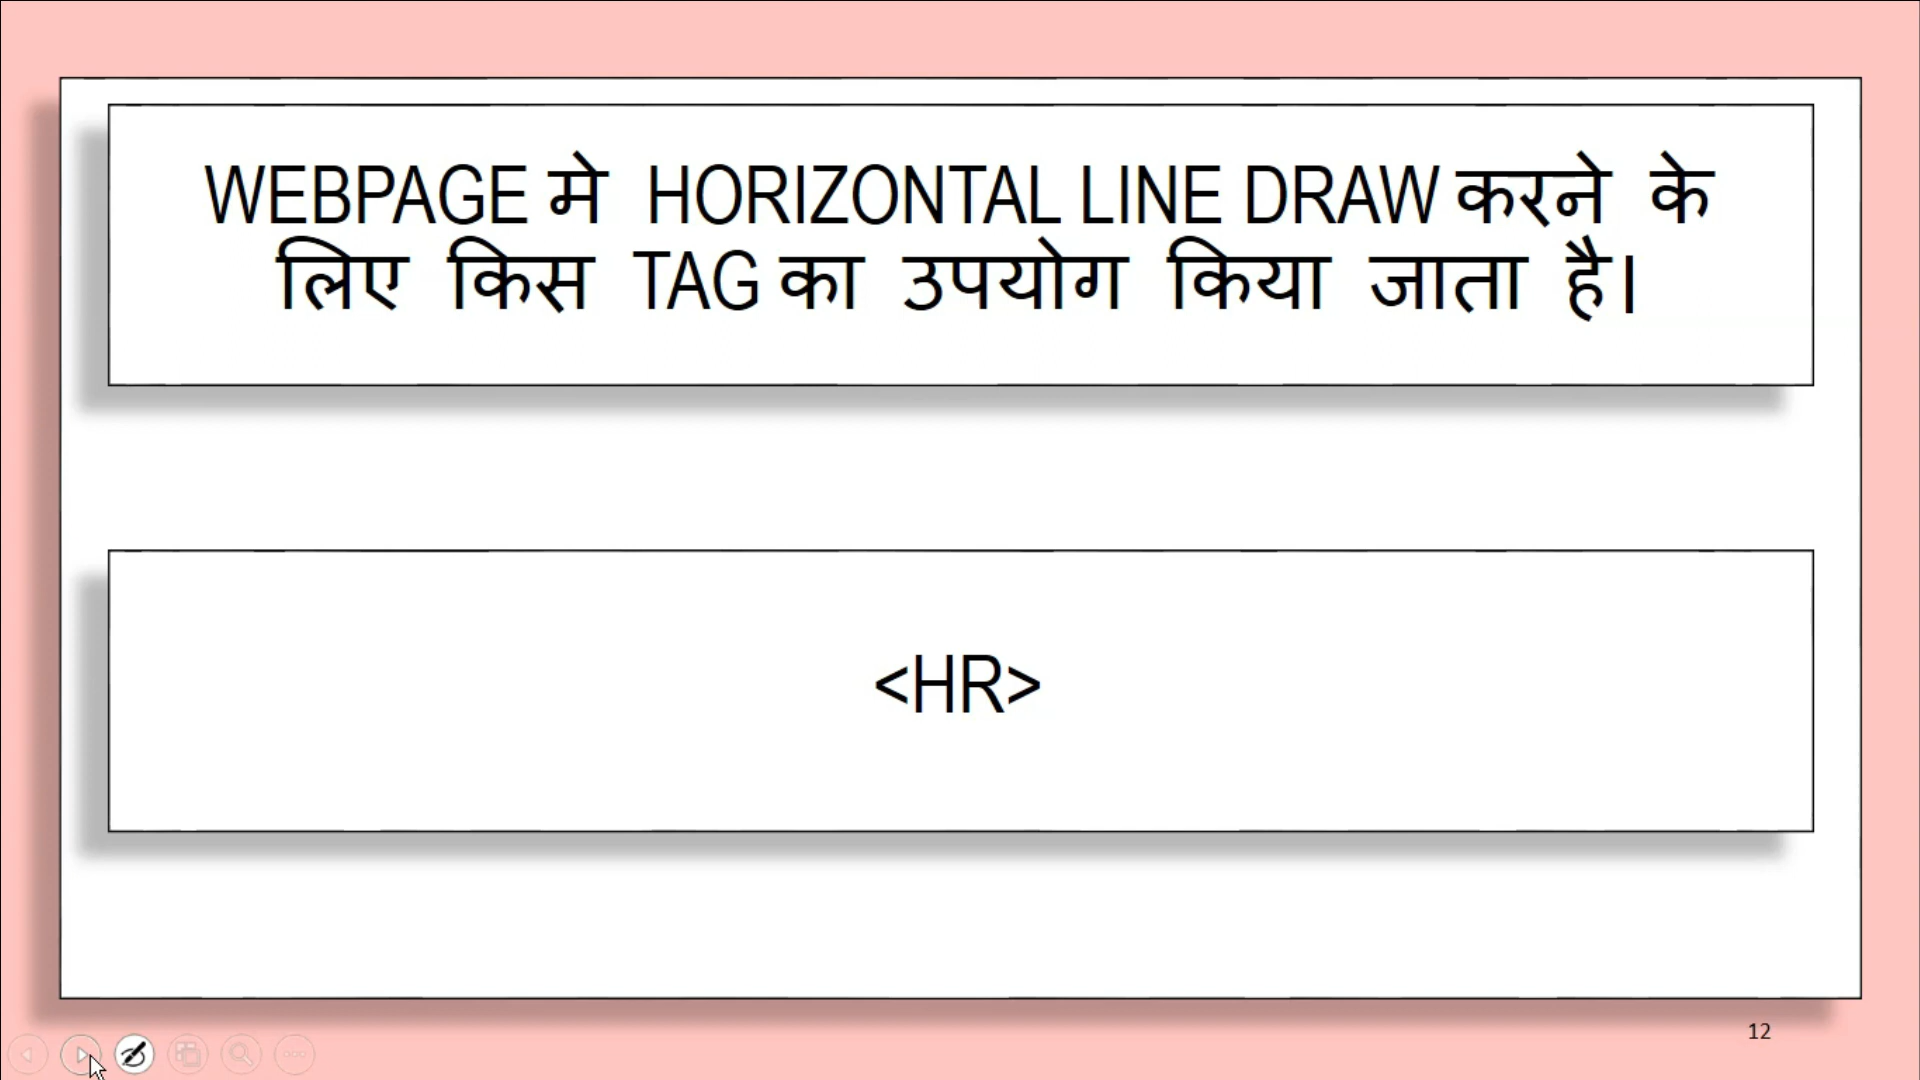 WEBPAGE मे HORIZONTAL LINE DRAW करने के
लिए किस TAG का उपयोग किया जाता है।
<HR>
12